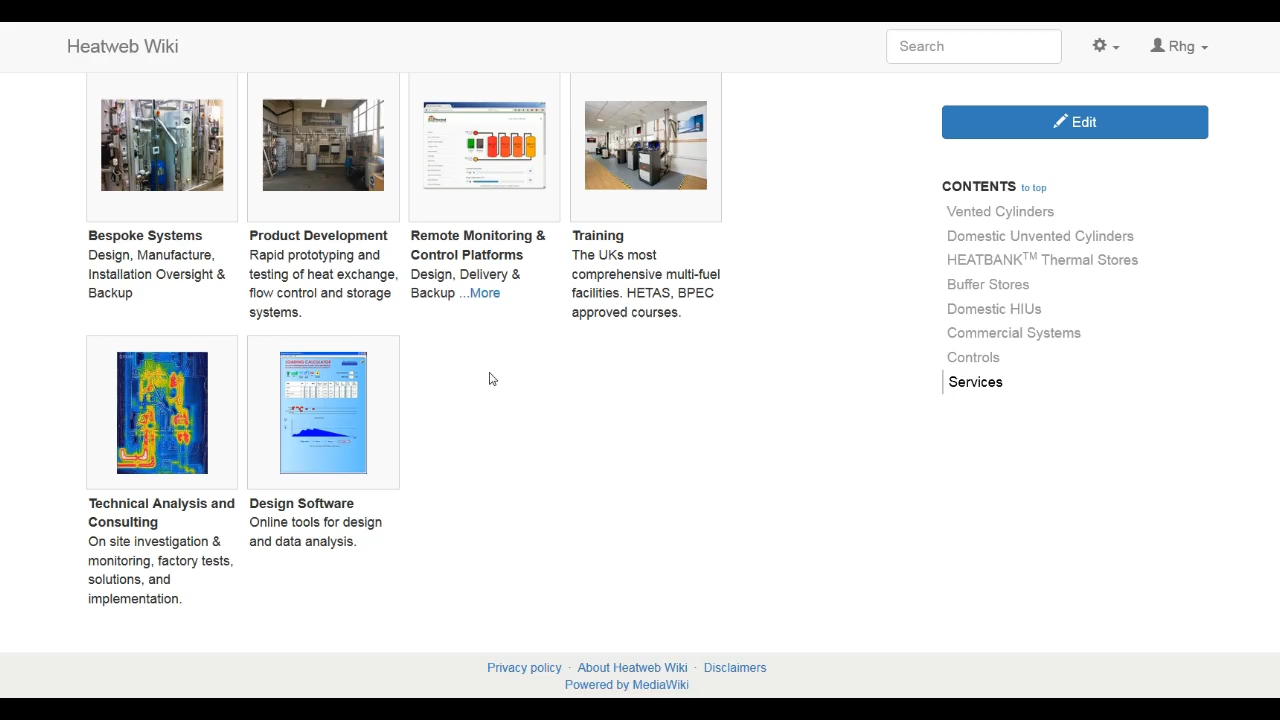 Heatweb Wiki
Search
Rhg
Edit
CONTENTS to top
Vented Cylinders
Domestic Unvented Cylinders
HEATBANK™ Thermal Stores
Buffer Stores
Domestic HIUs
Commercial Systems
Controls
Services
Bespoke Systems
Design, Manufacture,
Installation Oversight &
Backup
Product Development
Rapid prototyping and
testing of heat exchange,
flow control and storage
systems.
Remote Monitoring &
Control Platforms
Design, Delivery &
Backup ...More
Training
The UKs most
comprehensive multi-fuel
facilities. HETAS, BPEC
approved courses.
LOADING CALCULATOR
Technical Analysis and
Consulting
On site investigation &
monitoring, factory tests,
solutions, and
implementation.
Design Software
Online tools for design
and data analysis.
Privacy policy · About Heatweb Wiki · Disclaimers
Powered by MediaWiki